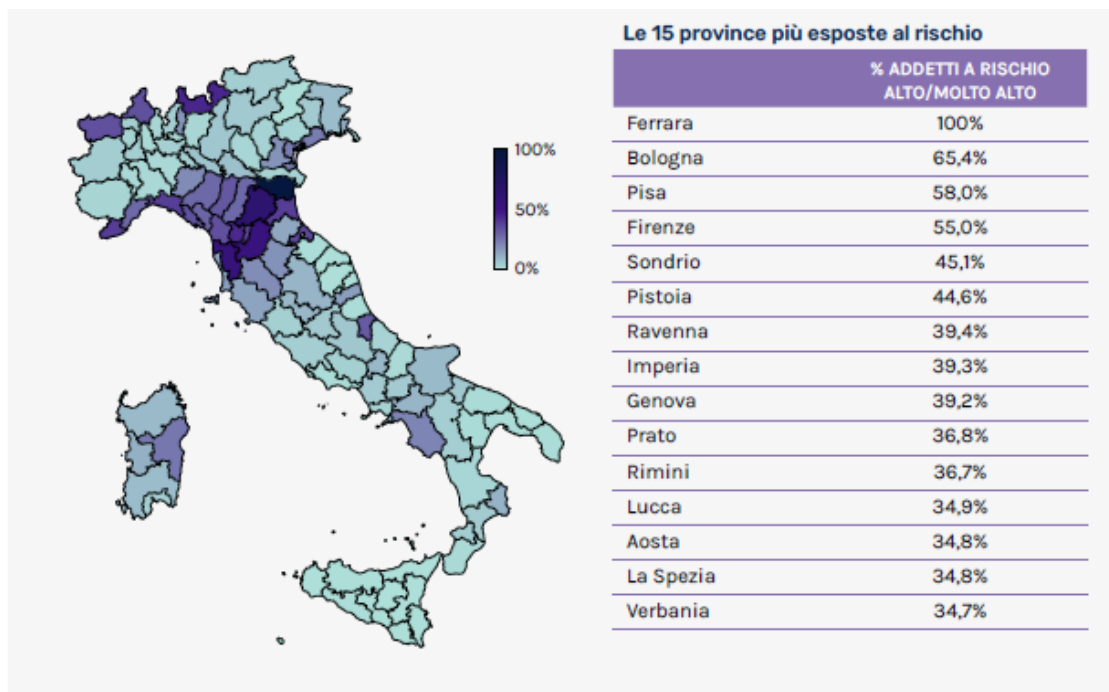 Le 15 province più esposte al rischio
% ADDETTI A RISCHIO
ALTO/MOLTO ALTO
Ferrara 100%
Bologna 65,4%
Pisa 58,0%
Firenze 55,0%
Sondrio 45,1%
Pistoia 44,6%
Ravenna 39,4%
Imperia 39,3%
Genova 39,2%
Prato 36,8%
Rimini 36,7%
Lucca 34,9%
Aosta 34,8%
La Spezia 34,8%
Verbania 34,7%
100%
50%
0%